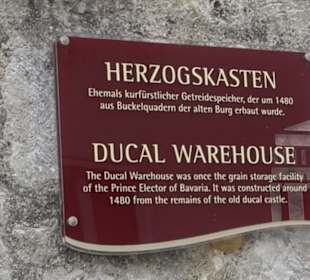 HERZOGSKASTEN
Ehemals kurfürstlicher Getreidespeicher, der um 1480
aus Buckelquadern der alten Burg erbaut wurde.
DUCAL WAREHOUSE
The Ducal Warehouse was once the grain storage facility
of the Prince Elector of Bavaria. It was constructed around
1480 from the remains of the old ducal castle.